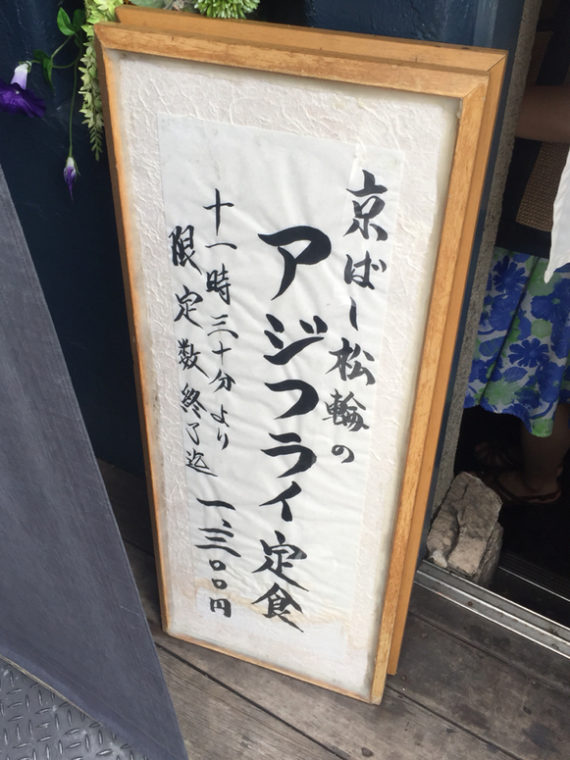 京ばし松輪の
アジフライ定食
十一時三十分より
限定数終了迄
一、三〇〇円